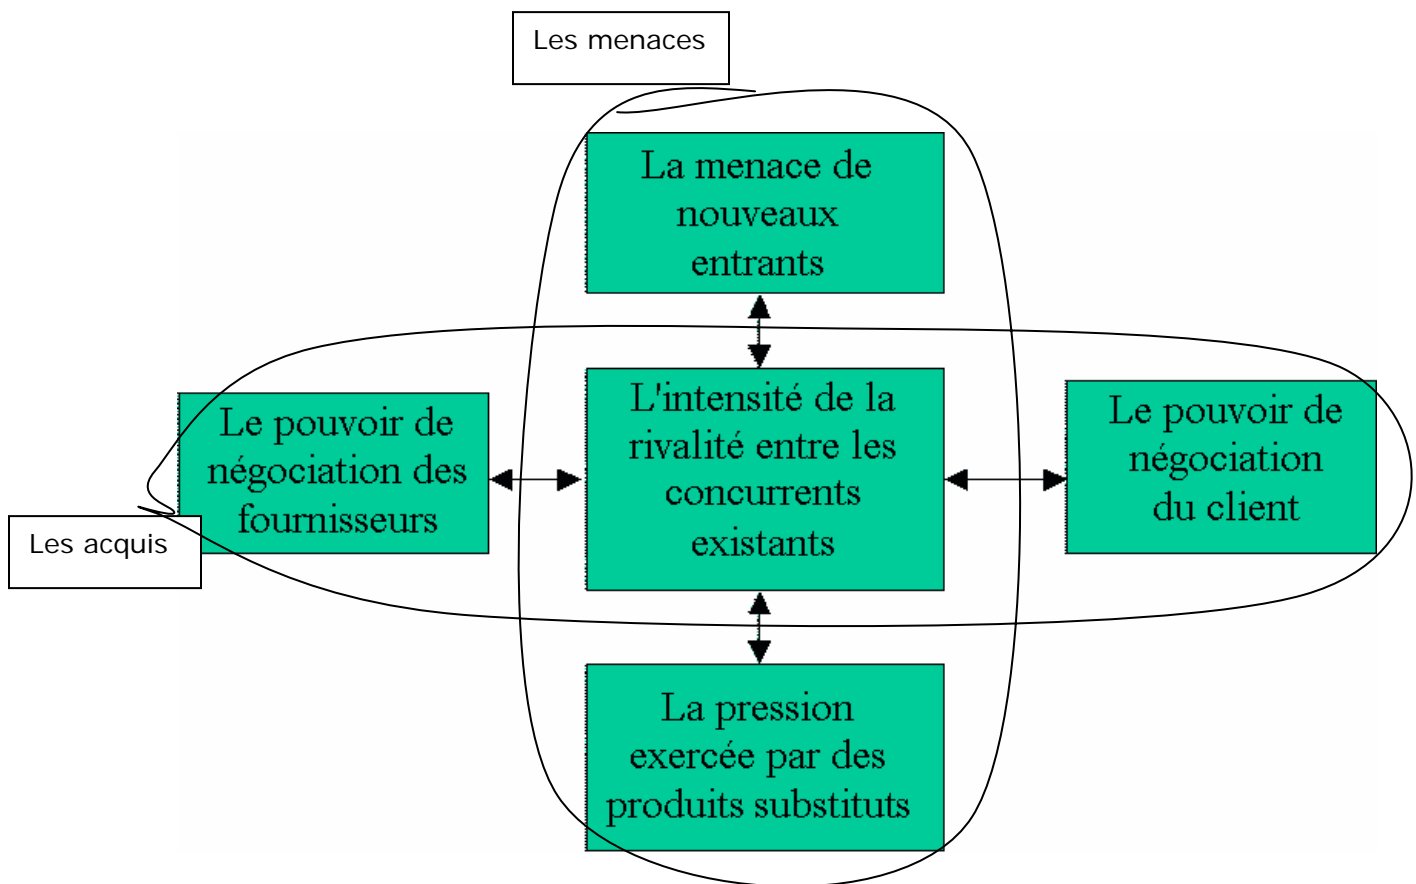 Les menaces
La menace de
nouveaux
entrants
Le pouvoir de
négociation des
fournisseurs
L'intensité de la
rivalité entre les
concurrents
existants
Le pouvoir de
négociation
du client
Les acquis
La pression
exercée par des
produits substituts